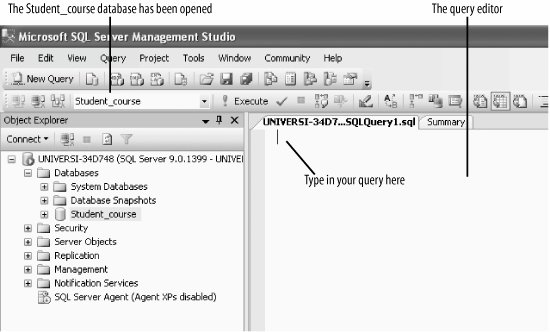 The Student_course database has been opened
The query editor
Microsoft SQL Server Management Studio
File Edit View Query Project Tools Window Community Help
New Query
Student_course
Execute
Object Explorer
UNIVERSI-34D7...SQLQuery1.sql
Summary
Connect
UNIVERSI-34D748 (SQL Server 9.0.1399 - UNIVEI
Databases
System Databases
Database Snapshots
Student_course
Security
Server Objects
Replication
Management
Notification Services
SQL Server Agent (Agent XPs disabled)
Type in your query here